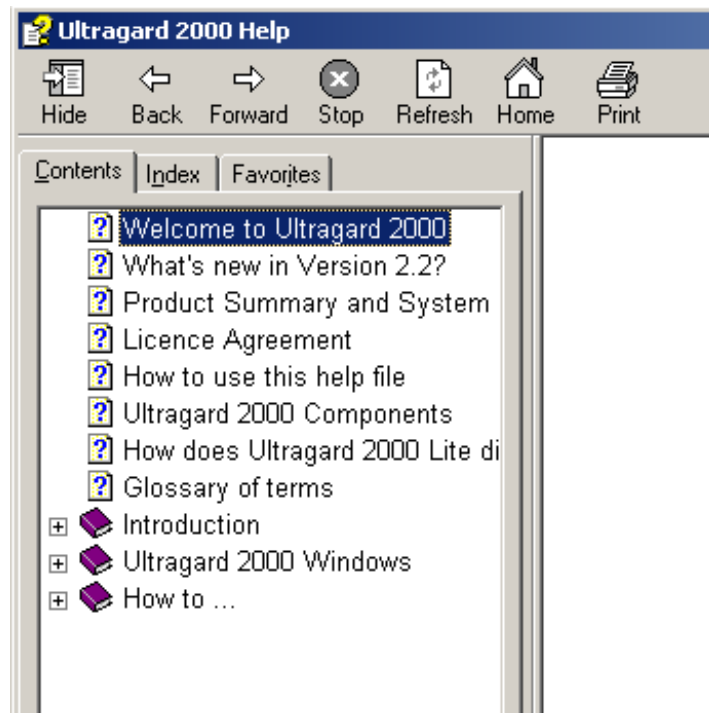 Ultragard 2000 Help
Hide Back Forward Stop Refresh Home Print
Contents Index Favorites
Welcome to Ultragard 2000
What's new in Version 2.2?
Product Summary and System
Licence Agreement
How to use this help file
Ultragard 2000 Components
How does Ultragard 2000 Lite di
Glossary of terms
Introduction
Ultragard 2000 Windows
How to ...